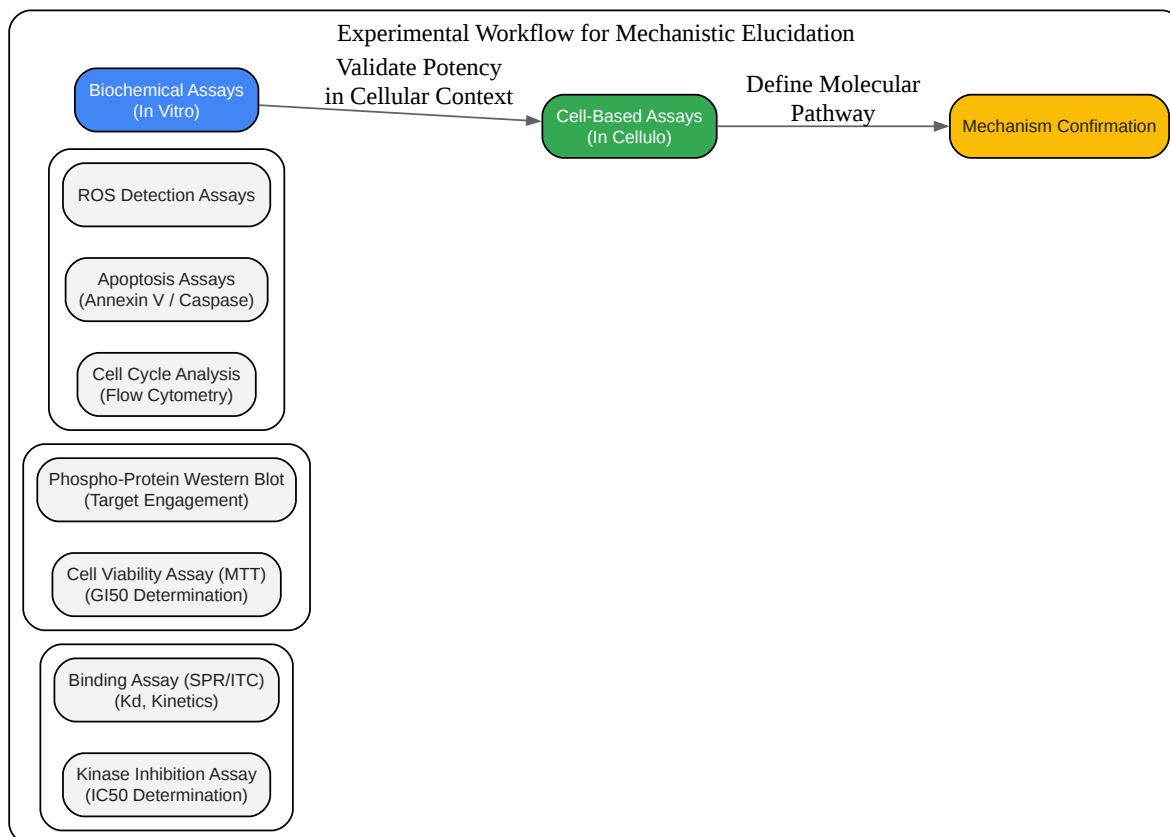 Experimental Workflow for Mechanistic Elucidation
Biochemical Assays
(In Vitro)
Validate Potency
in Cellular Context
Cell-Based Assays
(In Cellulo)
Define Molecular
Pathway
Mechanism Confirmation
ROS Detection Assays
Apoptosis Assays
(Annexin V / Caspase)
Cell Cycle Analysis
(Flow Cytometry)
Phospho-Protein Western Blot
(Target Engagement)
Cell Viability Assay (MTT)
(GI50 Determination)
Binding Assay (SPR/ITC)
(Kd, Kinetics)
Kinase Inhibition Assay
(IC50 Determination)